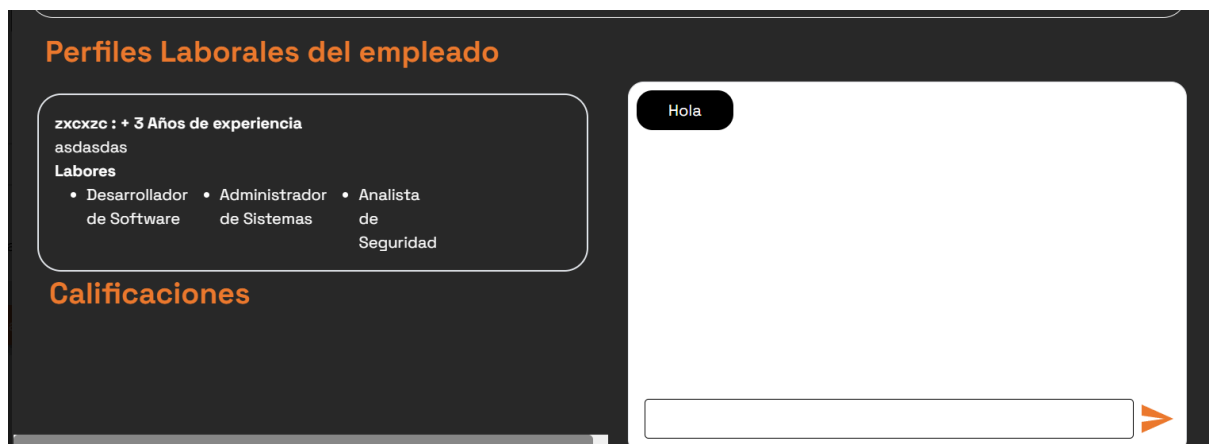 Perfiles Laborales del empleado
zxcxzc : + 3 Años de experiencia
asdasdas
Labores
• Desarrollador • Administrador • Analista
de Software de Sistemas de
Seguridad
Calificaciones
Hola